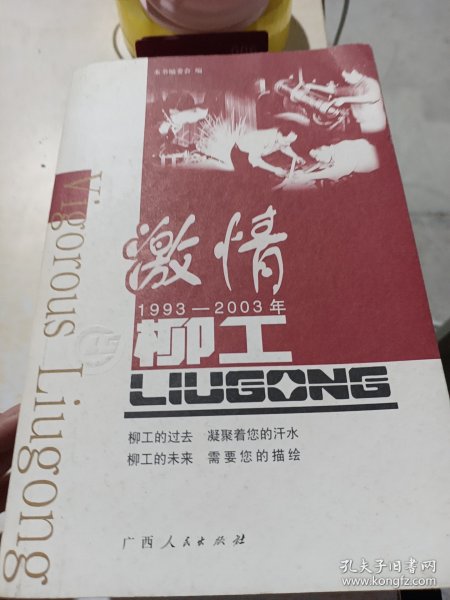 本书编委会 编
激情
1993—2003年
柳工
LIUGONG
Vigorous Liugong
柳工的过去 凝聚着您的汗水
柳工的未来 需要您的描绘
广西人民出版社
孔夫子旧书网
www.kongfz.com